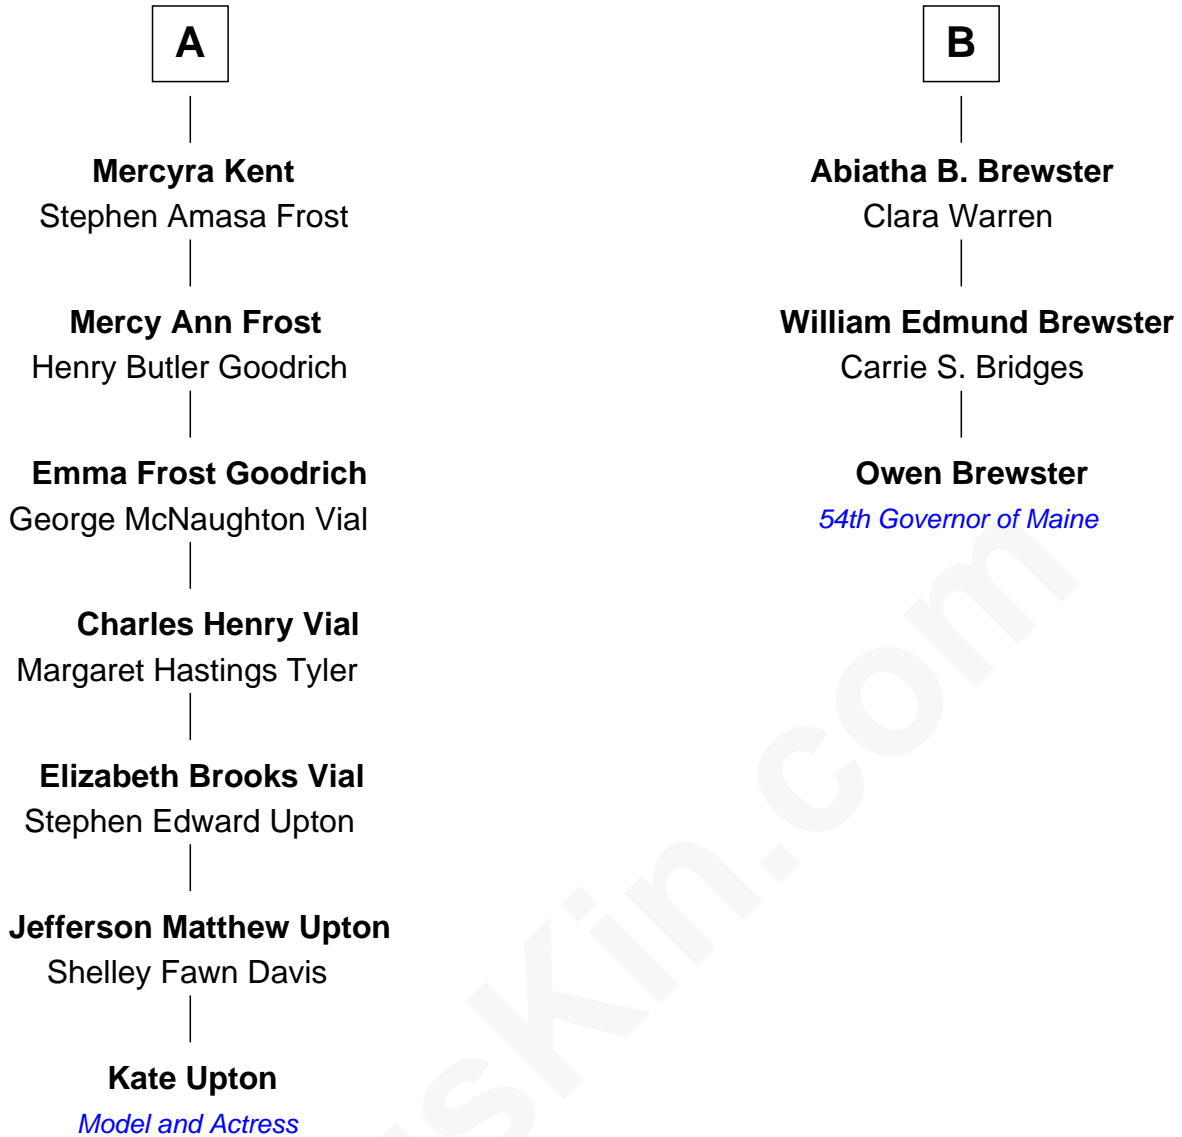 A
Mercyra Kent
Stephen Amasa Frost
Mercy Ann Frost
Henry Butler Goodrich
Emma Frost Goodrich
George McNaughton Vial
Charles Henry Vial
Margaret Hastings Tyler
Elizabeth Brooks Vial
Stephen Edward Upton
Jefferson Matthew Upton
Shelley Fawn Davis
Kate Upton
Model and Actress
B
Abiatha B. Brewster
Clara Warren
William Edmund Brewster
Carrie S. Bridges
Owen Brewster
54th Governor of Maine
sKin.com